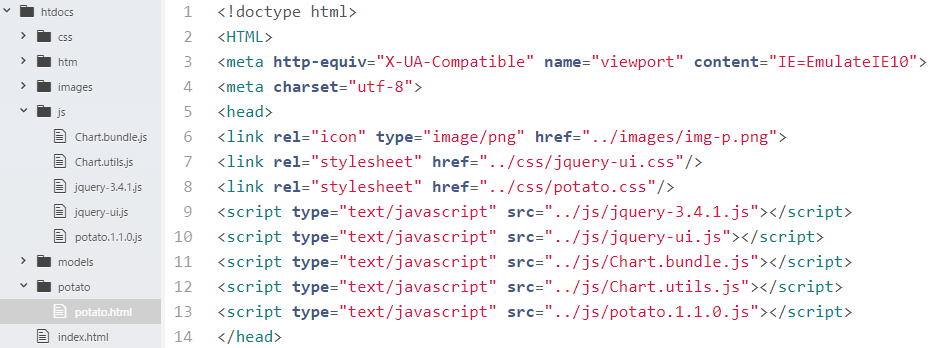 htdocs
css
htm
images
js
Chart.bundle.js
Chart.utils.js
jquery-3.4.1.js
jquery-ui.js
potato.1.1.0.js
models
potato
potato.html
index.html
1 <!doctype html>
2 <HTML>
3 <meta http-equiv="X-UA-Compatible" name="viewport" content="IE=EmulateIE10">
4 <meta charset="utf-8">
5 <head>
6 <link rel="icon" type="image/png" href="../images/img-p.png">
7 <link rel="stylesheet" href="../css/jquery-ui.css"/>
8 <link rel="stylesheet" href="../css/potato.css"/>
9 <script type="text/javascript" src="../js/jquery-3.4.1.js"></script>
10 <script type="text/javascript" src="../js/jquery-ui.js"></script>
11 <script type="text/javascript" src="../js/Chart.bundle.js"></script>
12 <script type="text/javascript" src="../js/Chart.utils.js"></script>
13 <script type="text/javascript" src="../js/potato.1.1.0.js"></script>
14 </head>